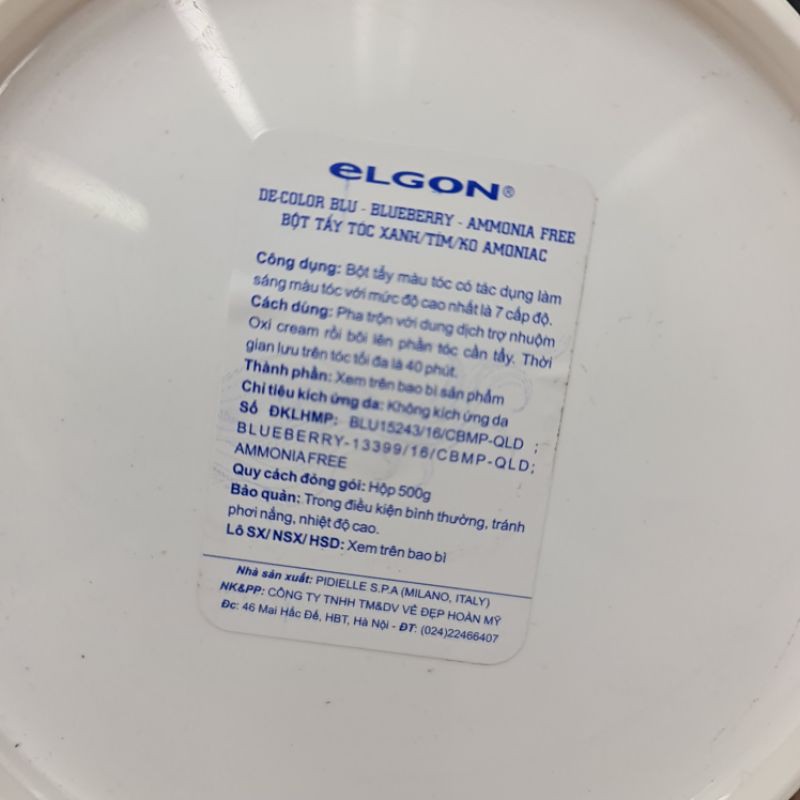 eLGON®
DE-COLOR BLU - BLUEBERRY - AMMONIA FREE
BỘT TẨY TÓC XANH/TÍM/KO AMONIAC
Công dụng: Bột tẩy màu tóc có tác dụng làm
sáng màu tóc với mức độ cao nhất là 7 cấp độ.
Cách dùng: Pha trộn với dung dịch trợ nhuộm
Oxi cream rồi bôi lên phần tóc cần tẩy. Thời
gian lưu trên tóc tối đa là 40 phút.
Thành phần: Xem trên bao bì sản phẩm
Chỉ tiêu kích ứng da: Không kích ứng da
Số ĐKLHMP: BLU15243/16/CBMP-QLD ;
BLUEBERRY-13399/16/CBMP-QLD;
AMMONIA FREE
Quy cách đóng gói: Hộp 500g
Bảo quản: Trong điều kiện bình thường, tránh
phơi nắng, nhiệt độ cao.
Lô SX/ NSX/ HSD: Xem trên bao bì
Nhà sản xuất: PIDIELLE S.P.A (MILANO, ITALY)
NK&PP: CÔNG TY TNHH TM&DV VẺ ĐẸP HOÀN MỸ
Đc: 46 Mai Hắc Đế, HBT, Hà Nội - ĐT: (024)22466407